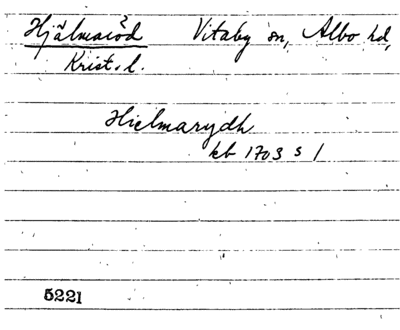 Hjälmaröd Vitaby sn, Albo hd,
Krist. l.
Hielmarydh
kb 1703 s 1
5221